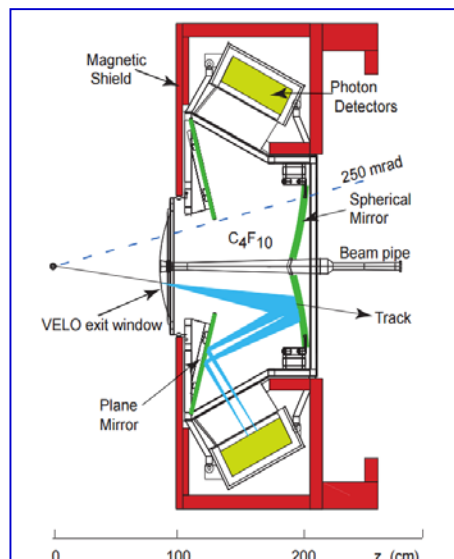 Magnetic
Shield
Photon
Detectors
250 mrad
Spherical
Mirror
C4F10
Beam pipe
VELO exit window
Track
Plane
Mirror
0 100 200 z (cm)